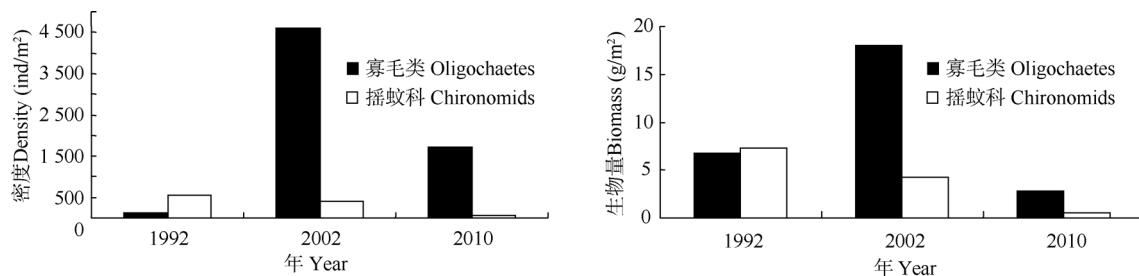 密度Density (ind/m²)
4 500
3 500
2 500
1 500
500
0
寡毛类 Oligochaetes
摇蚊科 Chironomids
1992
2002
2010
年 Year
生物量Biomass (g/m²)
20
15
10
5
0
寡毛类 Oligochaetes
摇蚊科 Chironomids
1992
2002
2010
年 Year